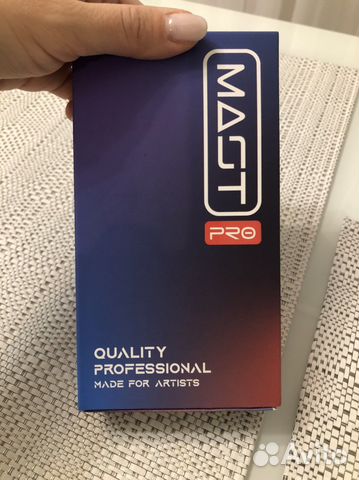 MAST
PRO
QUALITY
PROFESSIONAL
MADE FOR ARTISTS
Avito